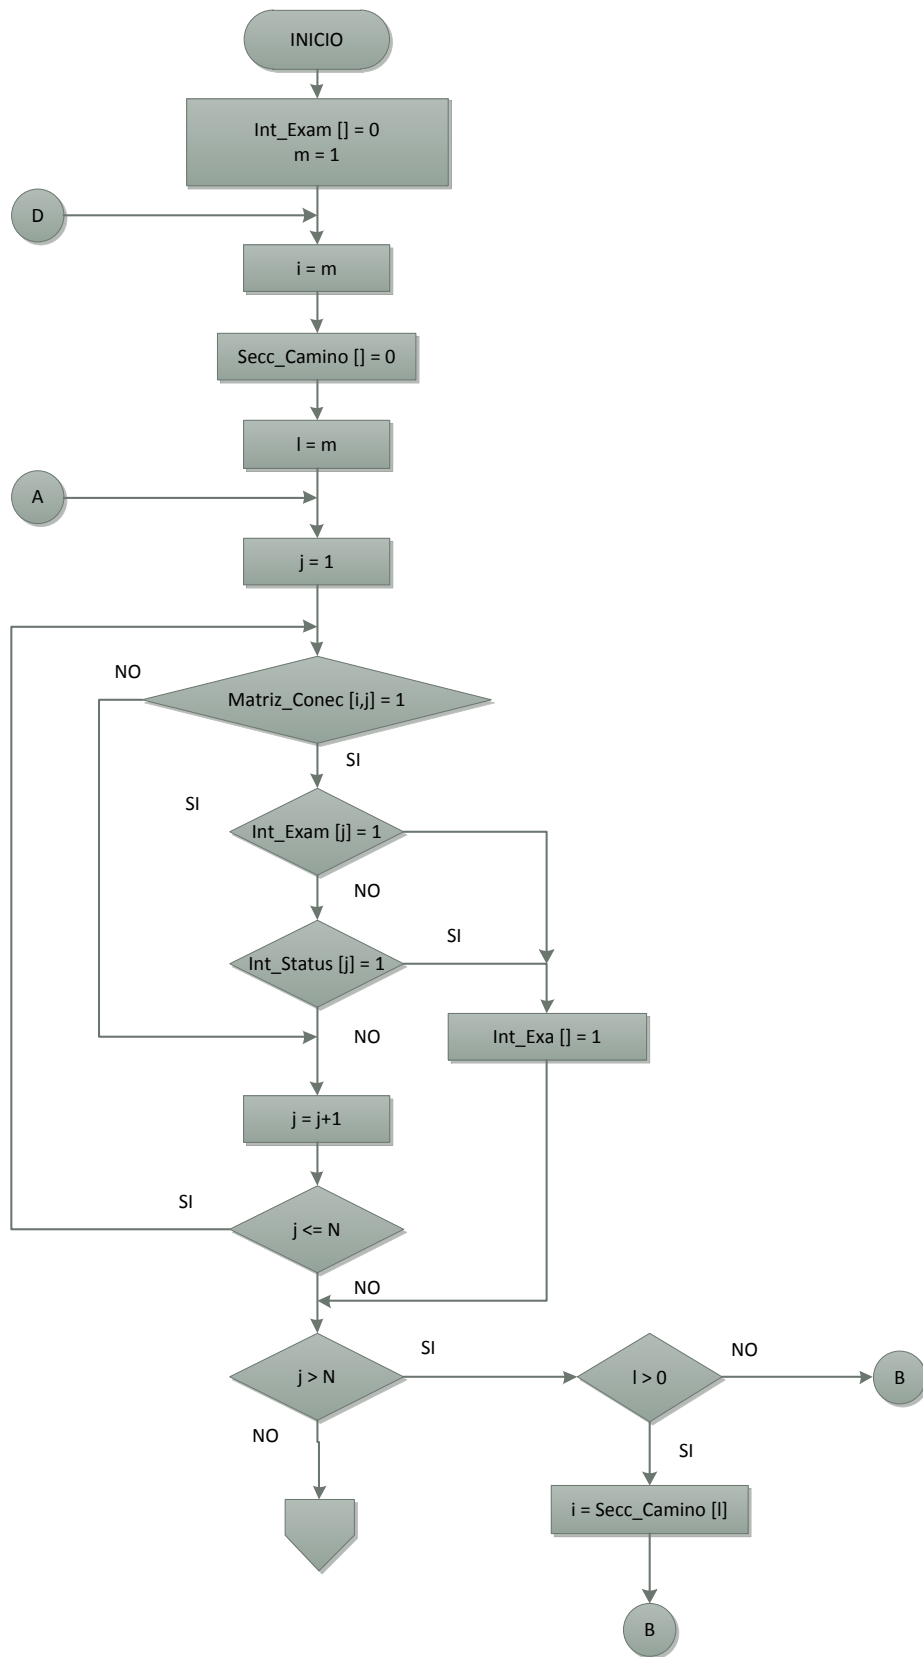 INICIO
Int_Exam [] = 0
m = 1
D
i = m
Secc_Camino [] = 0
l = m
A
j = 1
NO
Matriz_Conec [i,j] = 1
SI
SI
Int_Exam [j] = 1
NO
SI
Int_Status [j] = 1
NO
Int_Exa [] = 1
j = j+1
SI
j <= N
NO
SI
j > N
l > 0
NO
B
NO
SI
i = Secc_Camino [l]
B